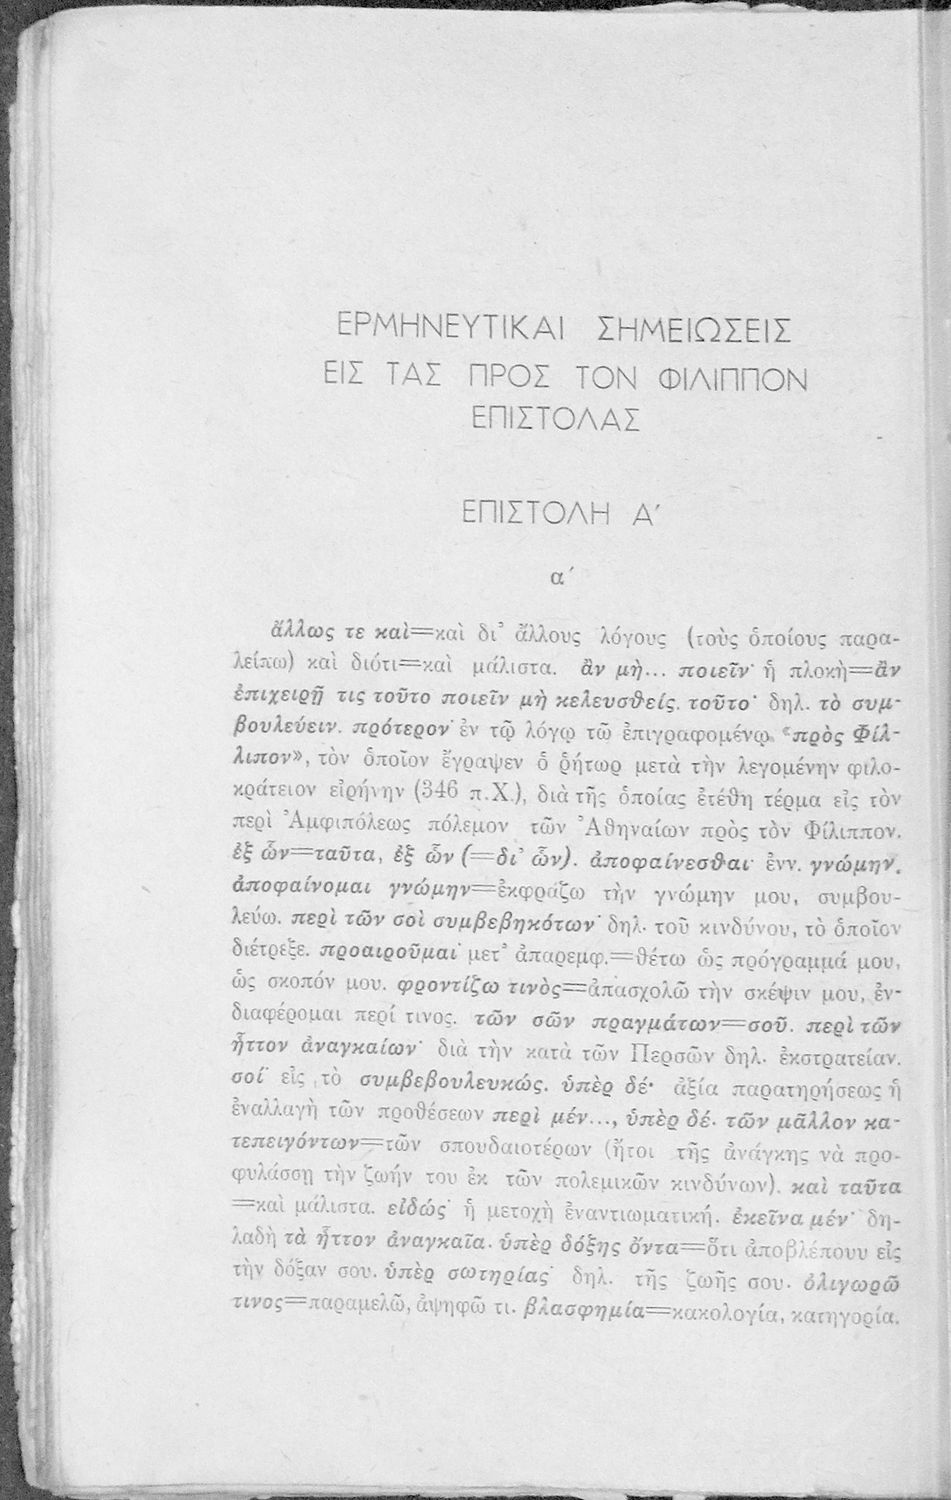 ΕΡΜΗΝΕΥΤΙΚΑΙ ΣΗΜΕΙΩΣΕΙΣ
ΕΙΣ ΤΑΣ ΠΡΟΣ ΤΟΝ ΦΙΛΙΠΠΟΝ
ΕΠΙΣΤΟΛΑΣ
ΕΠΙΣΤΟΛΗ Α′
α′
ἄλλως τε καὶ=καὶ δι᾽ ἄλλους λόγους (τοὺς ὁποίους παρα-
λείπω) καὶ διότι=καὶ μάλιστα. ἂν μὴ... ποιεῖν· ἡ πλοκὴ=ἂν
ἐπιχειρῇ τις τοῦτο ποιεῖν μὴ κελευσθείς. τοῦτο· δηλ. τὸ συμ-
βουλεύειν. πρότερον· ἐν τῷ λόγῳ τῶ ἐπιγραφομένῳ «πρὸς Φίλ-
λιπον», τὸν ὁποῖον ἔγραψεν ὁ ῥήτωρ μετὰ τὴν λεγομένην φιλο-
κράτειον εἰρήνην (346 π.Χ.), διὰ τῆς ὁποίας ἐτέθη τέρμα εἰς τὸν
περὶ Ἀμφιπόλεως πόλεμον τῶν Ἀθηναίων πρὸς τὸν Φίλιππον.
ἐξ ὧν=ταῦτα, ἐξ ὧν (=δι᾽ ὧν). ἀποφαίνεσθαι· ἐνν. γνώμην.
ἀποφαίνομαι γνώμην=ἐκφράζω τὴν γνώμην μου, συμβου-
λεύω. περὶ τῶν σοὶ συμβεβηκότων· δηλ. τοῦ κινδύνου, τὸ ὁποῖον
διέτρεξε. προαιροῦμαι· μετ᾽ ἀπαρεμφ.=θέτω ὡς πρόγραμμά μου,
ὡς σκοπόν μου. φροντίζω τινὸς=ἀπασχολῶ τὴν σκέψιν μου, ἐν-
διαφέρομαι περί τινος. τῶν σῶν πραγμάτων=σοῦ. περὶ τῶν
ἧττον ἀναγκαίων· διὰ τὴν κατὰ τῶν Περσῶν δηλ. ἐκστρατείαν.
σοί· εἰς τὸ συμβεβουλευκώς. ὑπὲρ δέ· ἀξία παρατηρήσεως ἡ
ἐναλλαγὴ τῶν προθέσεων περὶ μέν..., ὑπὲρ δέ. τῶν μᾶλλον κα-
τεπειγόντων=τῶν σπουδαιοτέρων (ἤτοι τῆς ἀνάγκης νὰ προ-
φυλάσσῃ τὴν ζωήν του ἐκ τῶν πολεμικῶν κινδύνων). καὶ ταῦτα
=καὶ μάλιστα. εἰδώς· ἡ μετοχὴ ἐναντιωματική. ἐκεῖνα μέν· δη-
λαδὴ τὰ ἧττον ἀναγκαῖα. ὑπὲρ δόξης ὄντα=ὅτι ἀποβλέπουν εἰς
τὴν δόξαν σου. ὑπὲρ σωτηρίας· δηλ. τῆς ζωῆς σου. ὀλιγωρῶ
τινος=παραμελῶ, ἀψηφῶ τι. βλασφημία=κακολογία, κατηγορία.